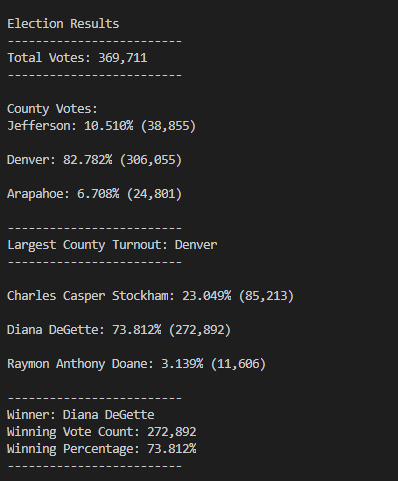 Election Results
-------------------------
Total Votes: 369,711
-------------------------
County Votes:
Jefferson: 10.510% (38,855)
Denver: 82.782% (306,055)
Arapahoe: 6.708% (24,801)
-------------------------
Largest County Turnout: Denver
-------------------------
Charles Casper Stockham: 23.049% (85,213)
Diana DeGette: 73.812% (272,892)
Raymon Anthony Doane: 3.139% (11,606)
-------------------------
Winner: Diana DeGette
Winning Vote Count: 272,892
Winning Percentage: 73.812%
-------------------------